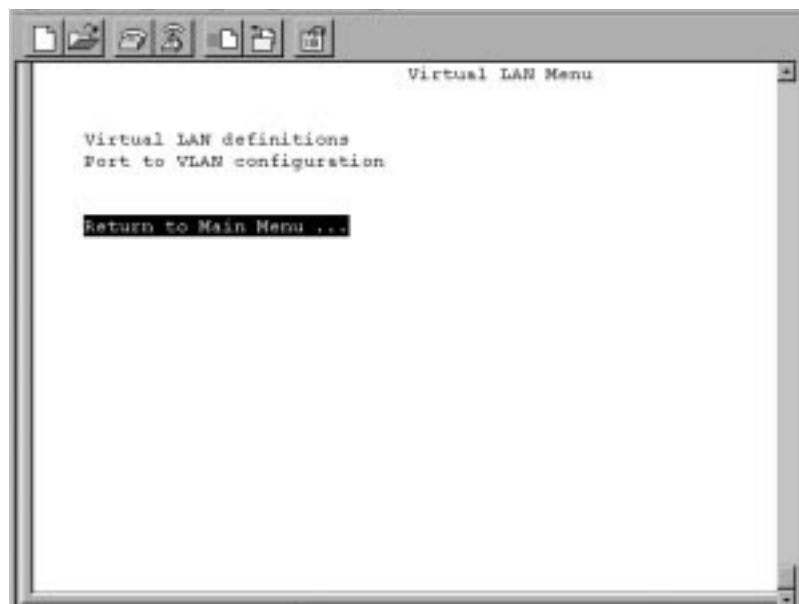 Virtual LAN Menu
Virtual LAN definitions
Port to VLAN configuration
Return to Main Menu ...